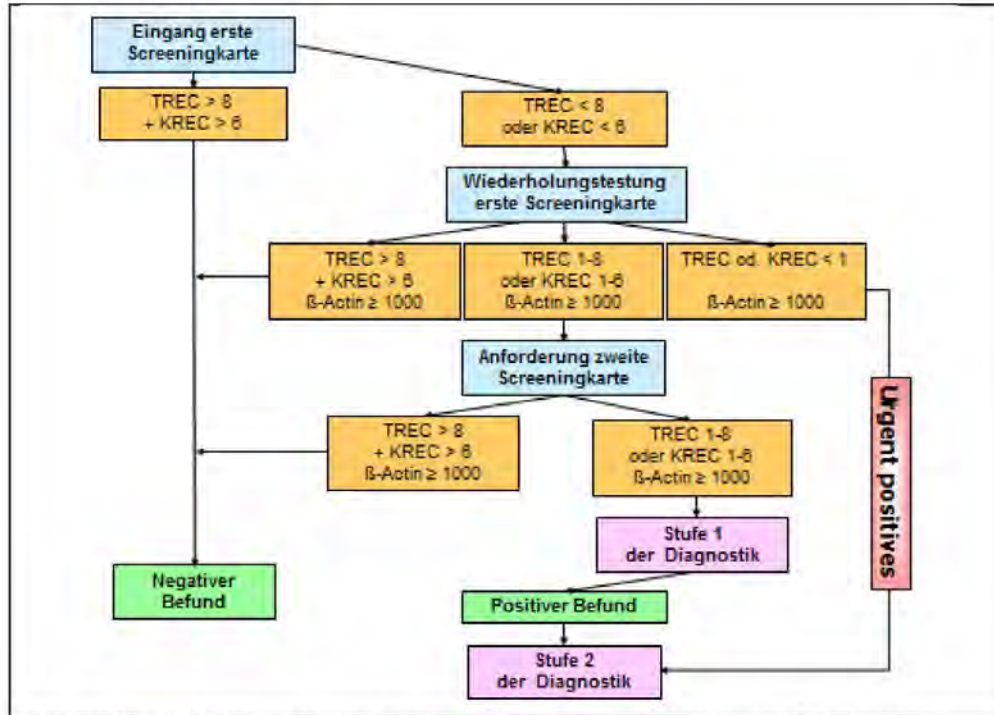 Eingang erste
Screeningkarte
TREC > 8
+ KREC > 6
TREC < 8
oder KREC < 6
Wiederholungstestung
erste Screeningkarte
TREC > 8
+ KREC > 6
ß-Actin ≥ 1000
TREC 1-8
oder KREC 1-6
ß-Actin ≥ 1000
TREC od. KREC < 1
ß-Actin ≥ 1000
Anforderung zweite
Screeningkarte
TREC > 8
+ KREC > 6
ß-Actin ≥ 1000
TREC 1-8
oder KREC 1-6
ß-Actin ≥ 1000
Urgent positives
Stufe 1
der Diagnostik
Negativer
Befund
Positiver Befund
Stufe 2
der Diagnostik